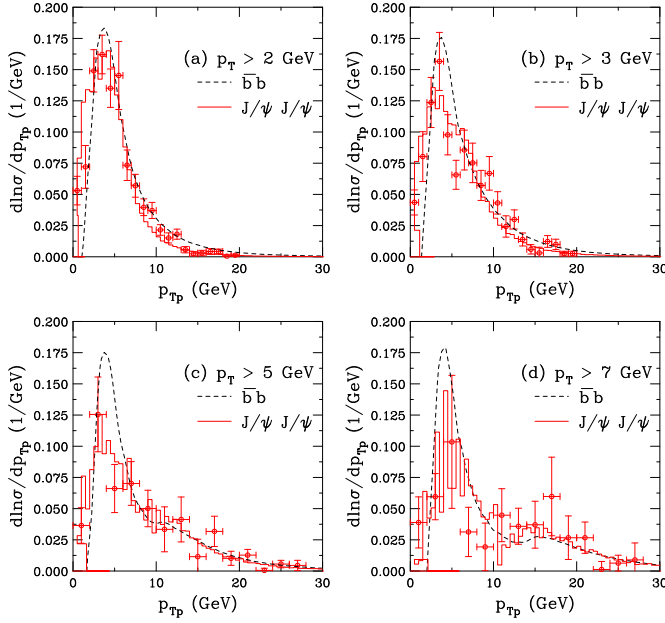 0.200
0.175
0.150
0.125
0.100
0.075
0.050
0.025
0.000
dlnσ/dp_Tp (1/GeV)
(a) p_T > 2 GeV
b̅b
J/ψ J/ψ
0 10 20 30
p_Tp (GeV)
0.200
0.175
0.150
0.125
0.100
0.075
0.050
0.025
0.000
dlnσ/dp_Tp (1/GeV)
(b) p_T > 3 GeV
b̅b
J/ψ J/ψ
0 10 20 30
p_Tp (GeV)
0.200
0.175
0.150
0.125
0.100
0.075
0.050
0.025
0.000
dlnσ/dp_Tp (1/GeV)
(c) p_T > 5 GeV
b̅b
J/ψ J/ψ
0 10 20 30
p_Tp (GeV)
0.200
0.175
0.150
0.125
0.100
0.075
0.050
0.025
0.000
dlnσ/dp_Tp (1/GeV)
(d) p_T > 7 GeV
b̅b
J/ψ J/ψ
0 10 20 30
p_Tp (GeV)